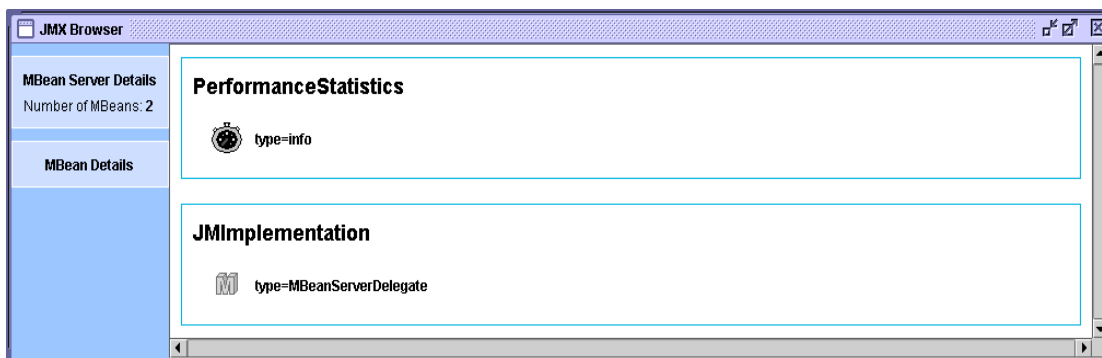 JMX Browser
MBean Server Details
Number of MBeans: 2
MBean Details
PerformanceStatistics
type=info
JMImplementation
type=MBeanServerDelegate